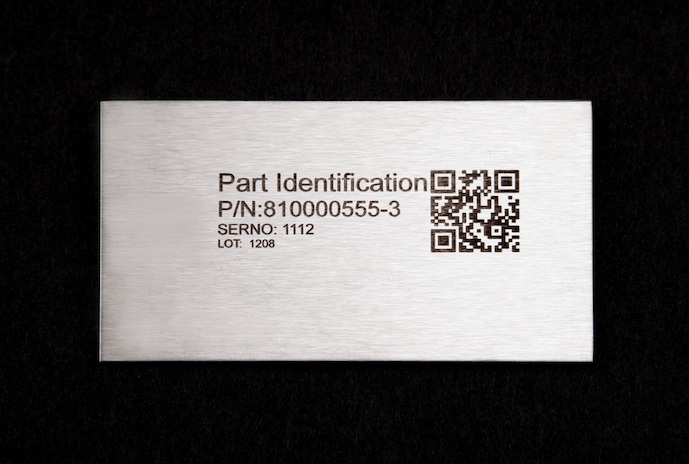 Part Identification
P/N:810000555-3
SERNO: 1112
LOT: 1208